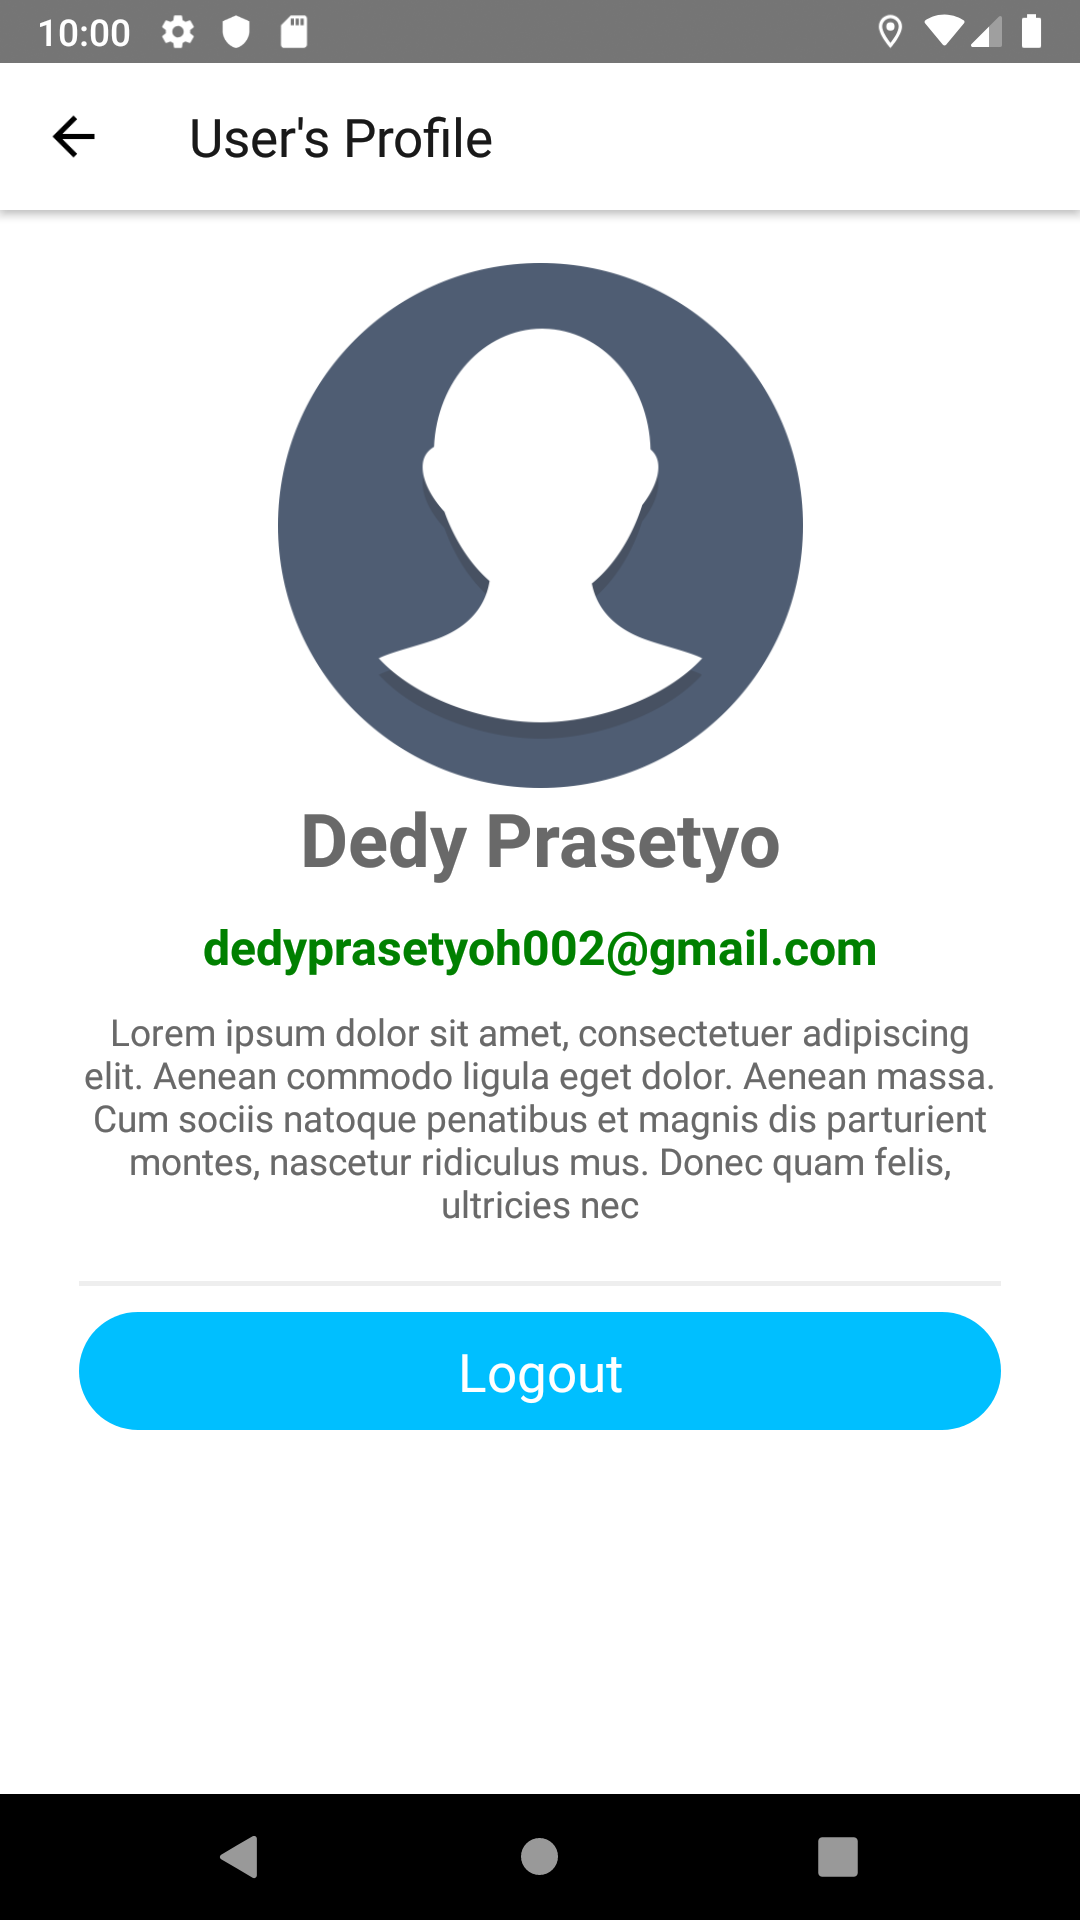 10:00
User's Profile
Dedy Prasetyo
dedyprasetyoh002@gmail.com
Lorem ipsum dolor sit amet, consectetuer adipiscing
elit. Aenean commodo ligula eget dolor. Aenean massa.
Cum sociis natoque penatibus et magnis dis parturient
montes, nascetur ridiculus mus. Donec quam felis,
ultricies nec
Logout